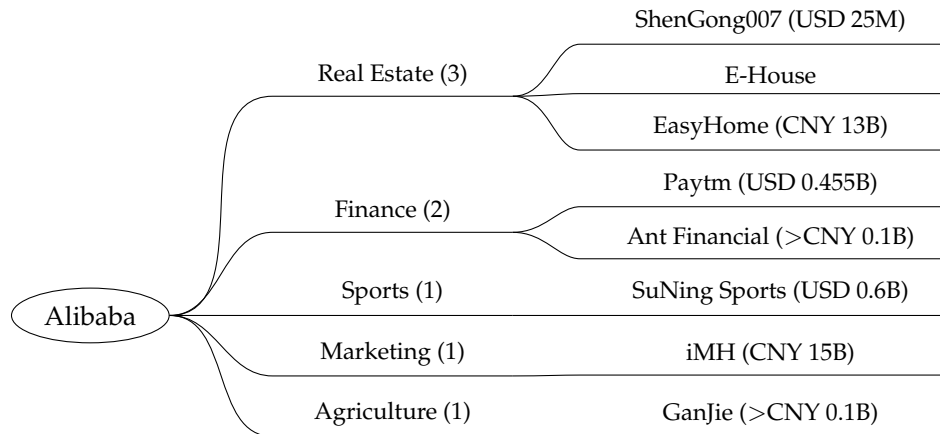 ShenGong007 (USD 25M)
Real Estate (3)
E-House
EasyHome (CNY 13B)
Paytm (USD 0.455B)
Finance (2)
Ant Financial (>CNY 0.1B)
Sports (1)
SuNing Sports (USD 0.6B)
Alibaba
Marketing (1)
iMH (CNY 15B)
Agriculture (1)
GanJie (>CNY 0.1B)